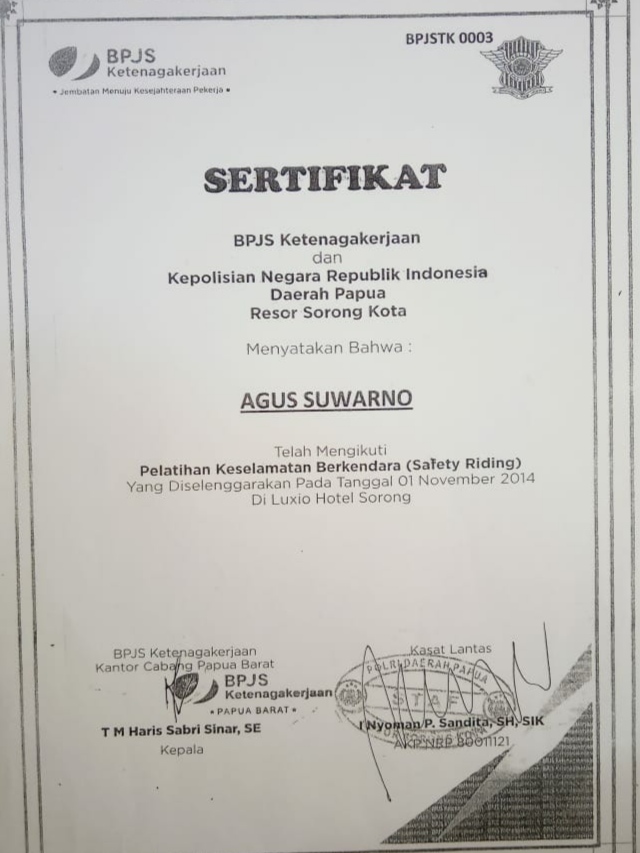 BPJSTK 0003
BPJS
Ketenagakerjaan
• Jembatan Menuju Kesejahteraan Pekerja •
SERTIFIKAT
BPJS Ketenagakerjaan
dan
Kepolisian Negara Republik Indonesia
Daerah Papua
Resor Sorong Kota
Menyatakan Bahwa :
AGUS SUWARNO
Telah Mengikuti
Pelatihan Keselamatan Berkendara (Safety Riding)
Yang Diselenggarakan Pada Tanggal 01 November 2014
Di Luxio Hotel Sorong
BPJS Ketenagakerjaan
Kantor Cabang Papua Barat
BPJS
Ketenagakerjaan
• PAPUA BARAT •
T M Haris Sabri Sinar, SE
Kepala
Kasat Lantas
POLRI DAERAH PAPUA
STAF
I Nyoman P. Sandita, SH, SIK
AKP NRP 80011121